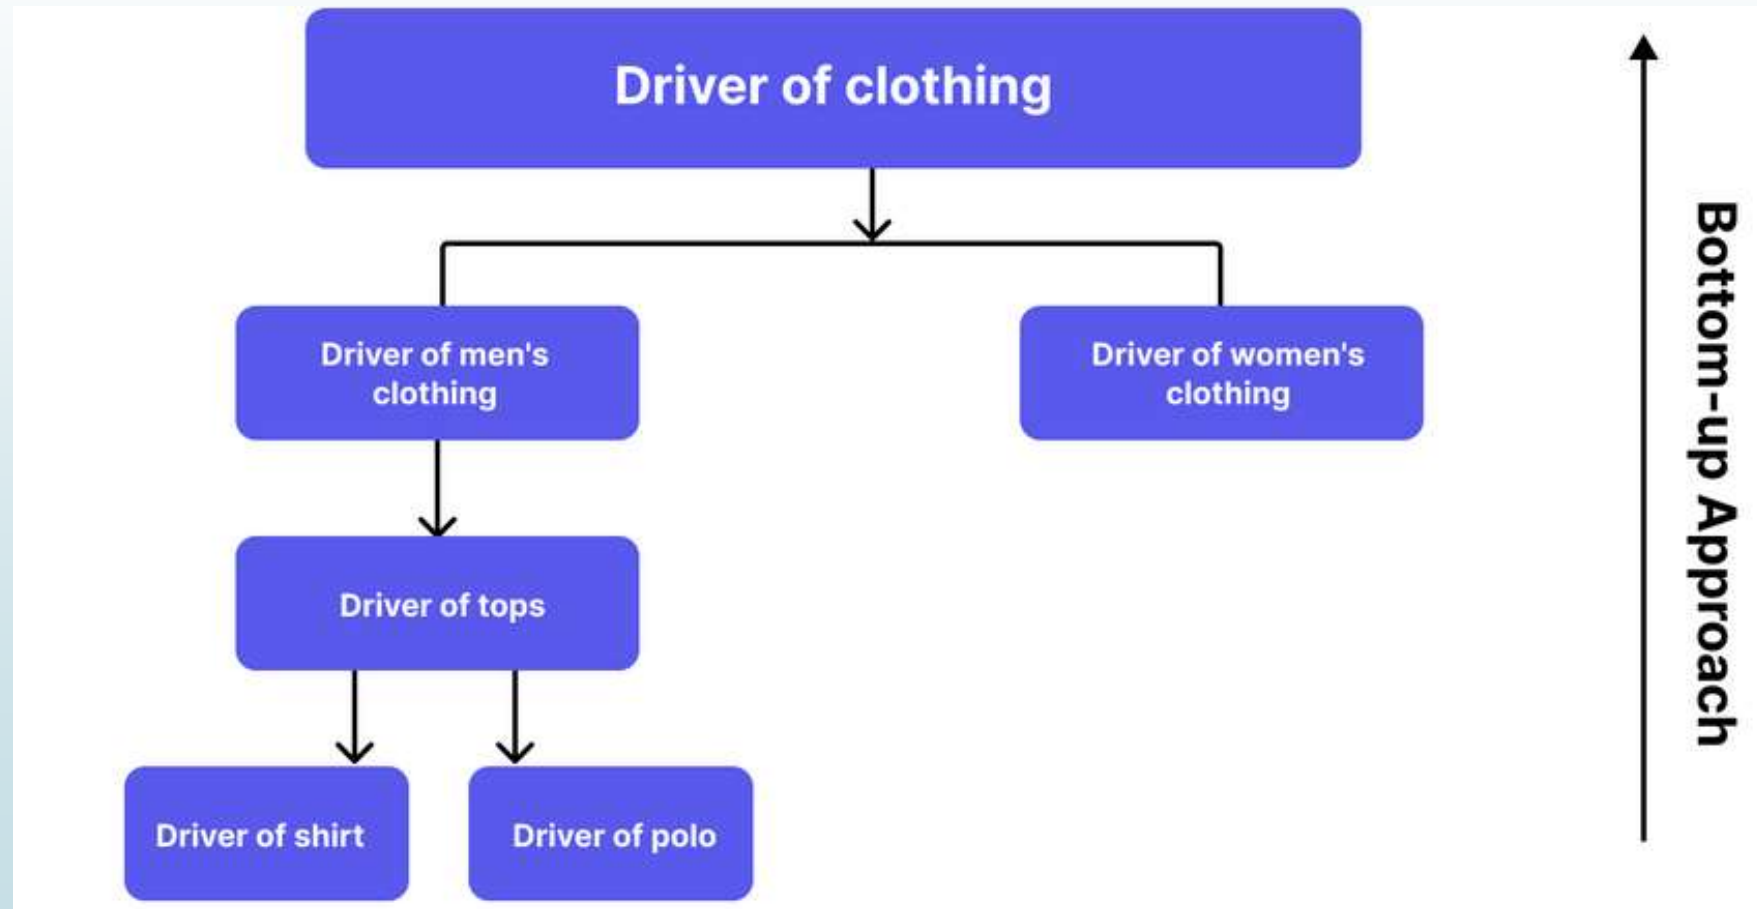 Driver of clothing
Driver of men's
clothing
Driver of women's
clothing
Driver of tops
Driver of shirt
Driver of polo
Bottom-up Approach